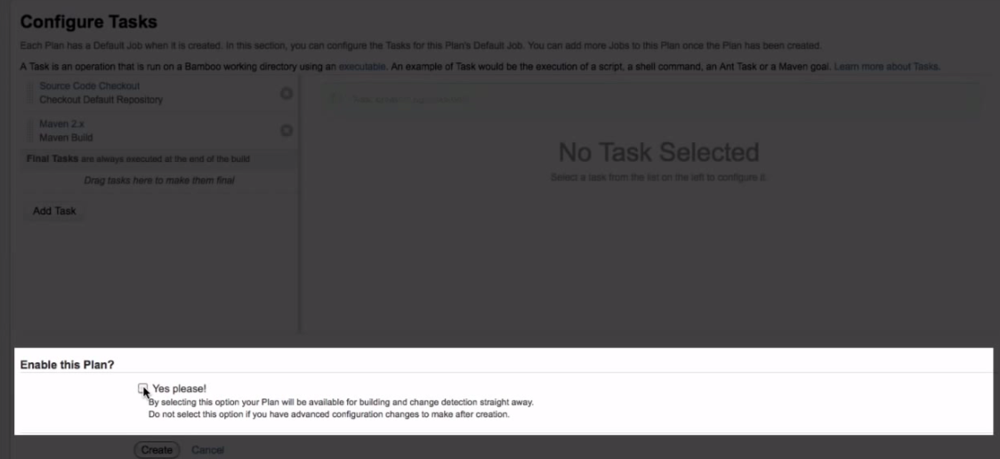 Configure Tasks
Each Plan has a Default Job when it is created. In this section, you can configure the Tasks for this Plan's Default Job. You can add more Jobs to this Plan once the Plan has been created.
A Task is an operation that is run on a Bamboo working directory using an executable. An example of Task would be the execution of a script, a shell command, an Ant Task or a Maven goal. Learn more about Tasks.
Source Code Checkout
Checkout Default Repository
Maven 2.x
Maven Build
Final Tasks are always executed at the end of the build
Drag tasks here to make them final
Add Task
No Task Selected
Select a task from the list on the left to configure it.
Enable this Plan?
Yes please!
By selecting this option your Plan will be available for building and change detection straight away.
Do not select this option if you have advanced configuration changes to make after creation.
Create Cancel